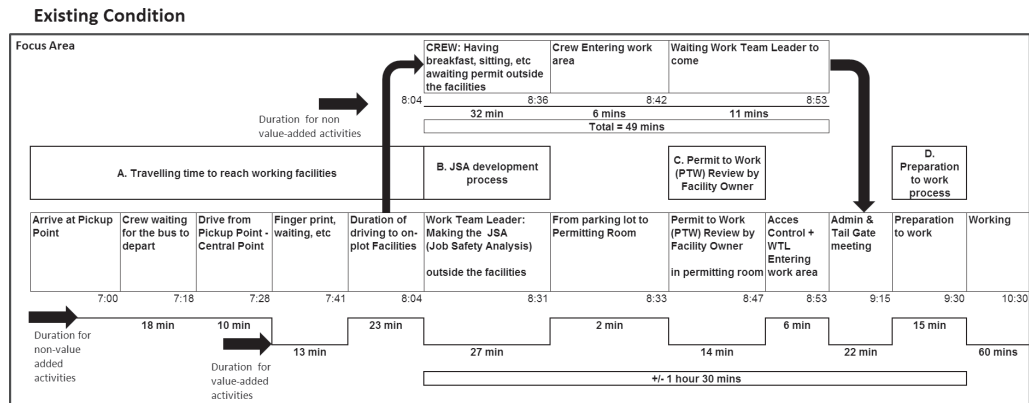 Existing Condition
Focus Area
CREW: Having
breakfast, sitting, etc
awaiting permit outside
the facilities
Crew Entering work
area
Waiting Work Team Leader to
come
8:04
8:36
8:42
8:53
32 min
6 mins
11 mins
Total = 49 mins
Duration for non
value-added activities
A. Travelling time to reach working facilities
B. JSA development
process
C. Permit to Work
(PTW) Review by
Facility Owner
D.
Preparation
to work
process
Arrive at Pickup
Point
Crew waiting
for the bus to
depart
Drive from
Pickup Point -
Central Point
Finger print,
waiting, etc
Duration of
driving to on-
plot Facilities
Work Team Leader:
Making the JSA
(Job Safety Analysis)
outside the facilities
From parking lot to
Permitting Room
Permit to Work
(PTW) Review by
Facility Owner
in permitting room
Acces
Control +
WTL
Entering
work area
Admin &
Tail Gate
meeting
Preparation
to work
Working
7:00
7:18
7:28
7:41
8:04
8:31
8:33
8:47
8:53
9:15
9:30
10:30
18 min
10 min
13 min
23 min
27 min
2 min
14 min
6 min
22 min
15 min
60 mins
Duration for
non-value
added
activities
Duration for
value-added
activities
+/- 1 hour 30 mins